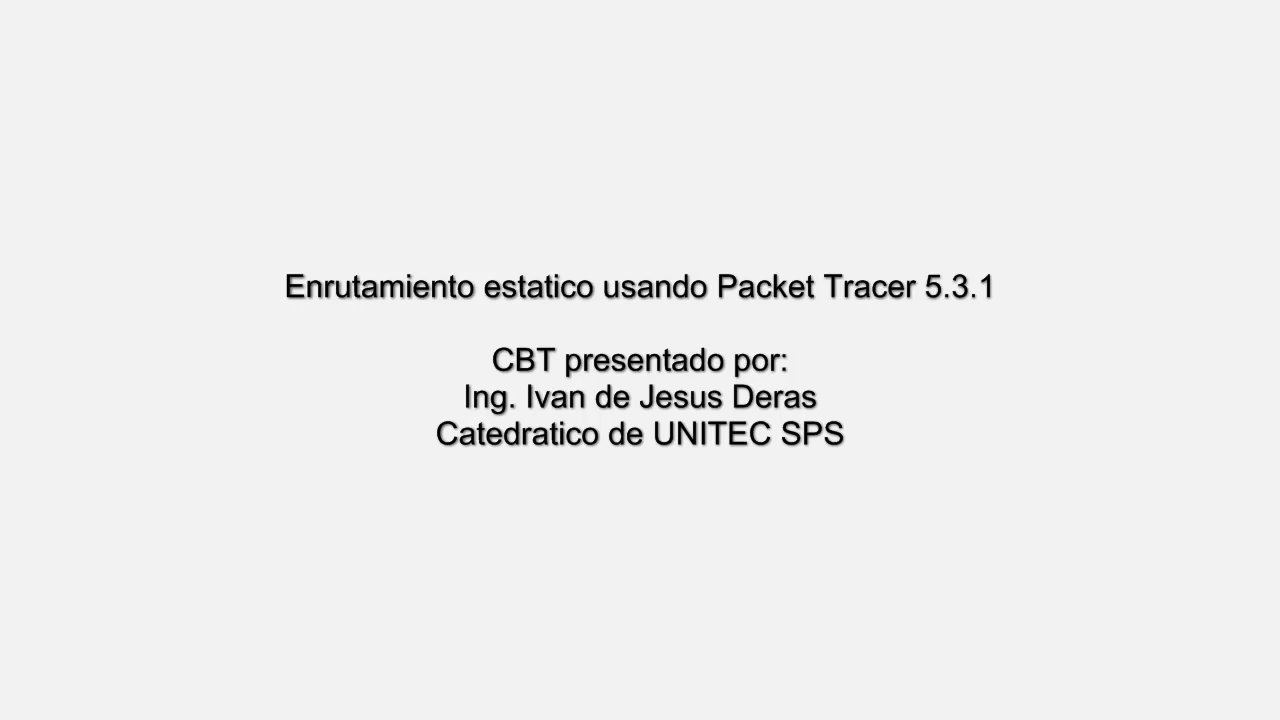 Enrutamiento estatico usando Packet Tracer 5.3.1
CBT presentado por:
Ing. Ivan de Jesus Deras
Catedratico de UNITEC SPS